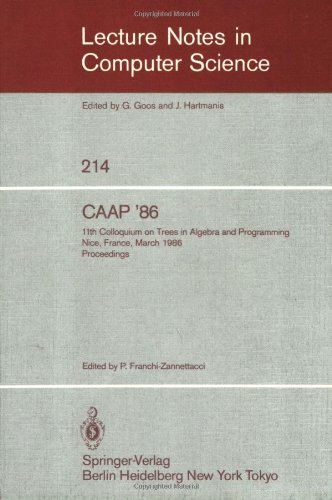 Lecture Notes in
Computer Science
Edited by G. Goos and J. Hartmanis
214
CAAP '86
11th Colloquium on Trees in Algebra and Programming
Nice, France, March 1986
Proceedings
Edited by P. Franchi-Zannettacci
Springer-Verlag
Berlin Heidelberg New York Tokyo